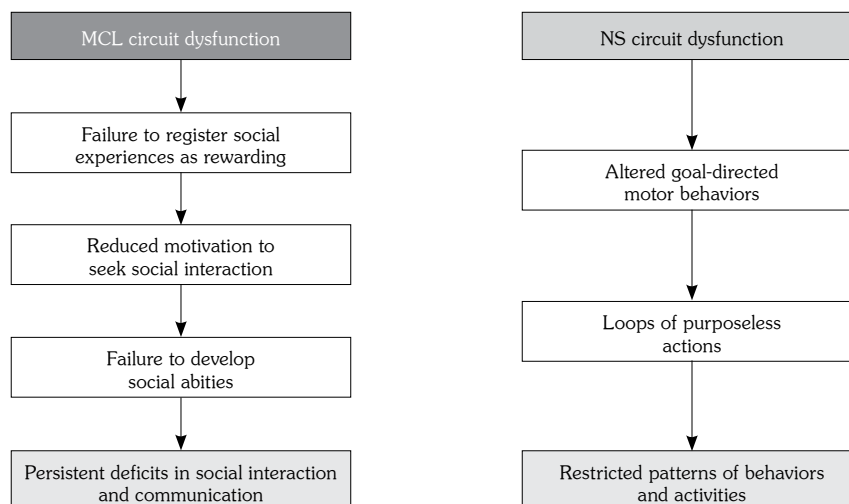 MCL circuit dysfunction
Failure to register social
experiences as rewarding
Reduced motivation to
seek social interaction
Failure to develop
social abities
Persistent deficits in social interaction
and communication
NS circuit dysfunction
Altered goal-directed
motor behaviors
Loops of purposeless
actions
Restricted patterns of behaviors
and activities